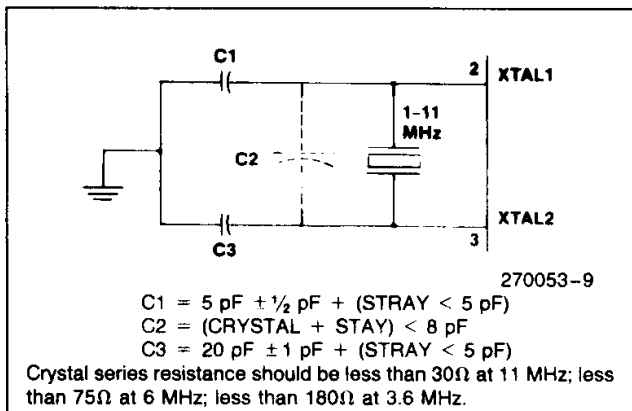 C1
2 XTAL1
1-11
MHz
C2
C3
3 XTAL2
270053-9
C1 = 5 pF ± ½ pF + (STRAY < 5 pF)
C2 = (CRYSTAL + STAY) < 8 pF
C3 = 20 pF ± 1 pF + (STRAY < 5 pF)
Crystal series resistance should be less than 30Ω at 11 MHz; less
than 75Ω at 6 MHz; less than 180Ω at 3.6 MHz.